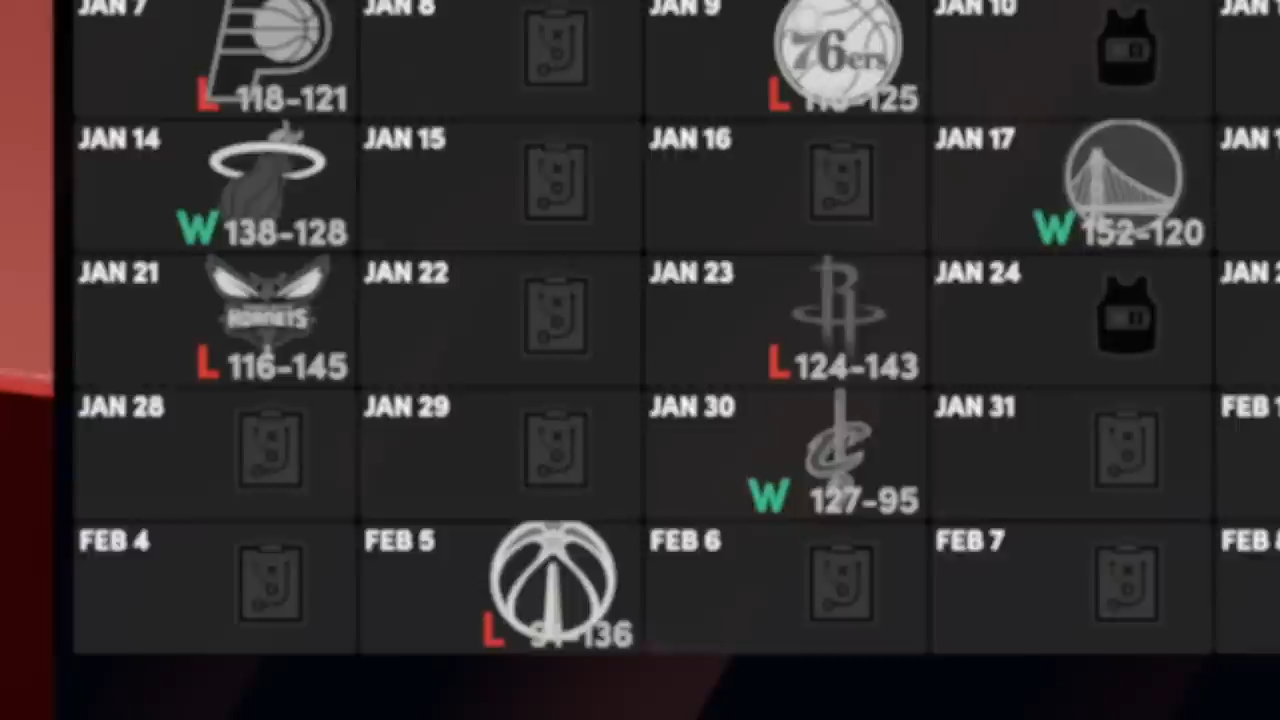 JAN 7
JAN 8
JAN 9
76ers
JAN 10
L 118-121
L 125
JAN 14
JAN 15
JAN 16
JAN 17
W 138-128
W 152-120
JAN 21
JAN 22
JAN 23
R
JAN 24
HORNETS
L 116-145
L 124-143
JAN 28
JAN 29
JAN 30
JAN 31
FEB
C
W 127-95
FEB 4
FEB 5
FEB 6
FEB 7
FEB
L 136